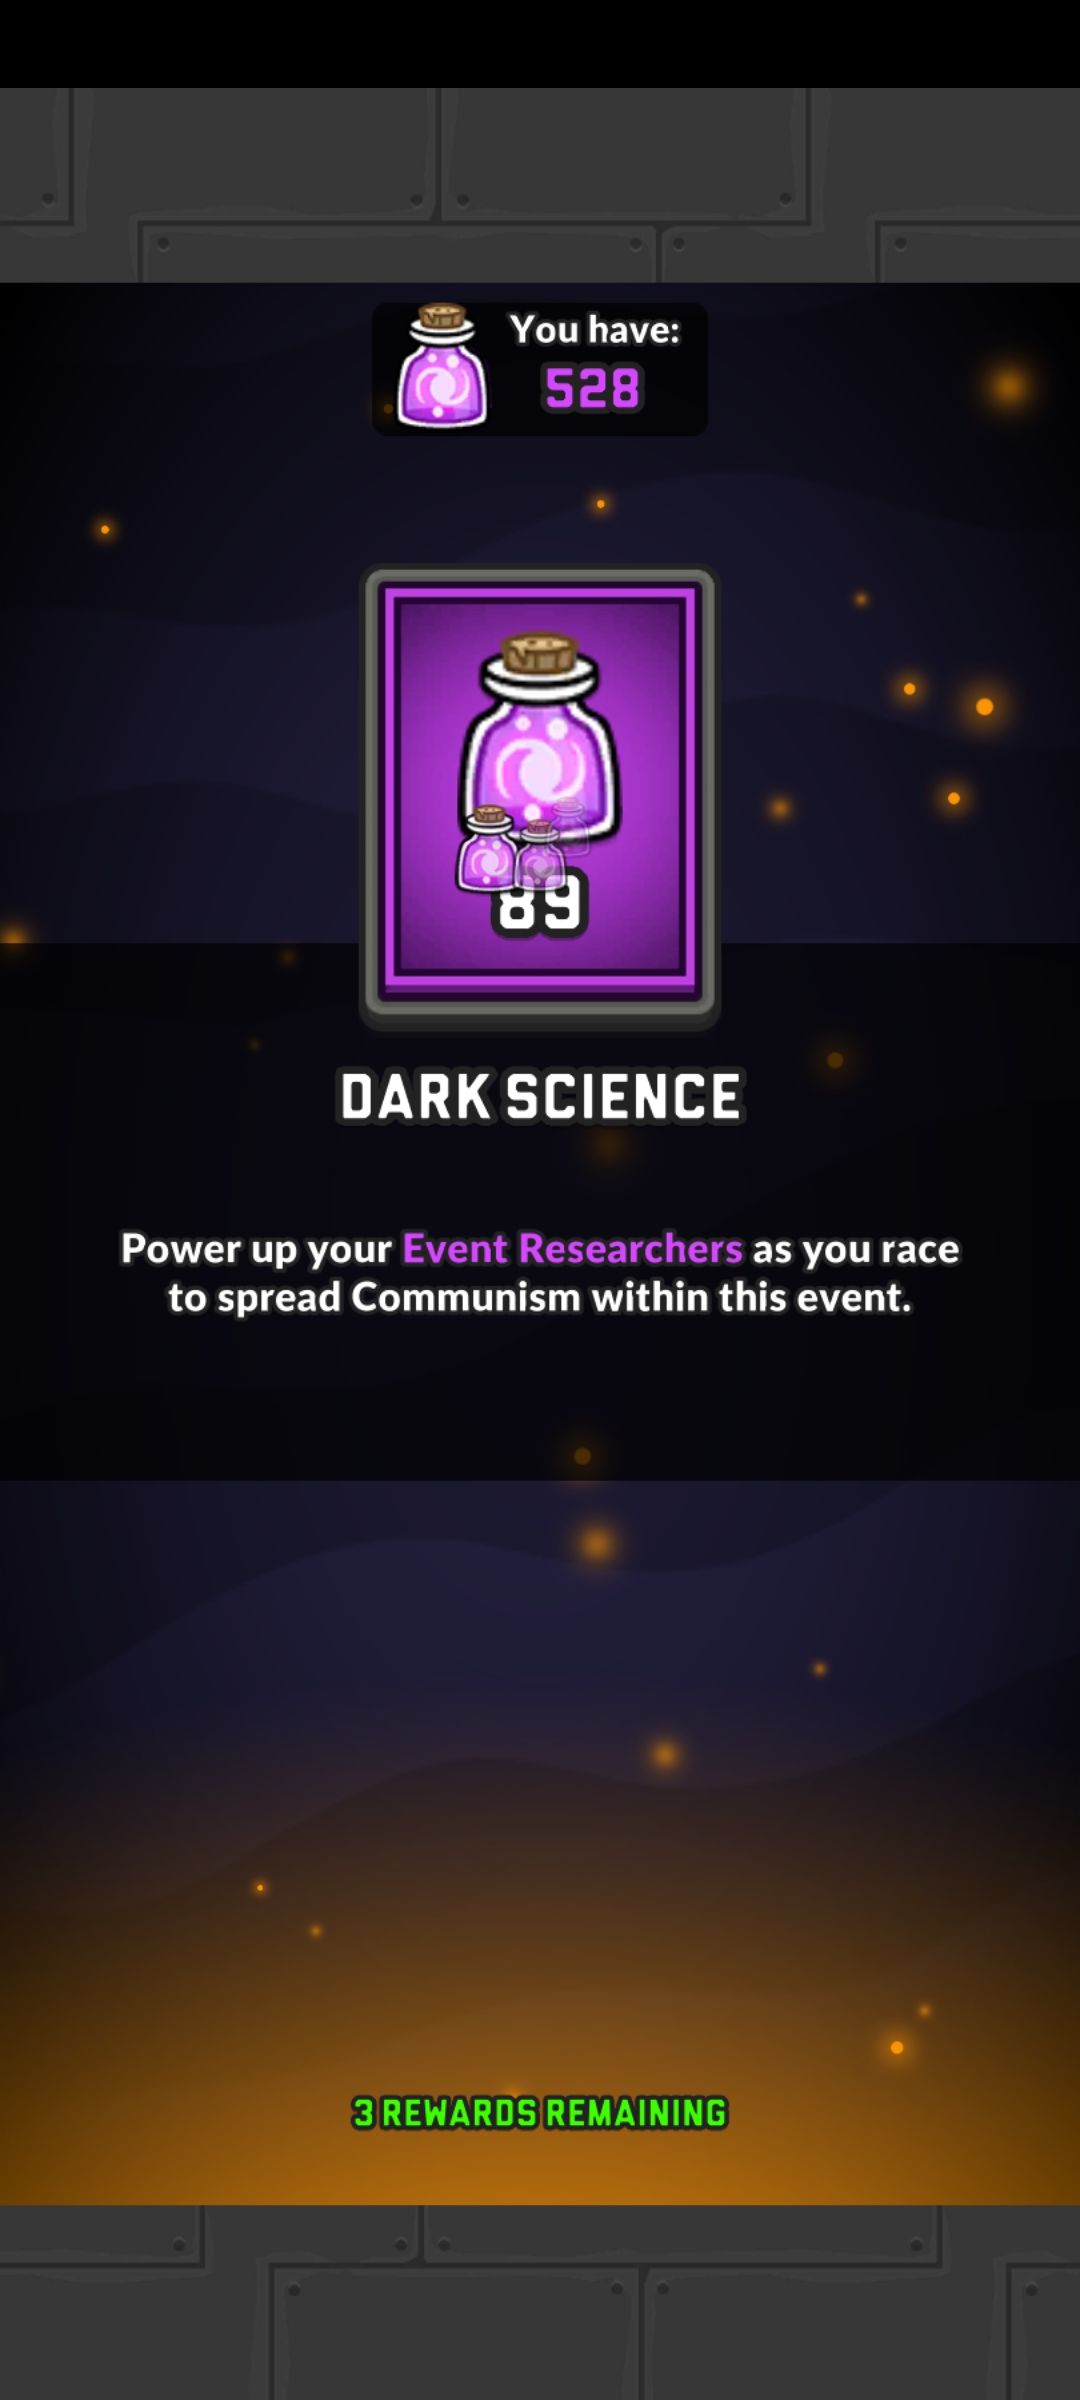 You have:
528
89
DARK SCIENCE
Power up your Event Researchers as you race
to spread Communism within this event.
3 REWARDS REMAINING